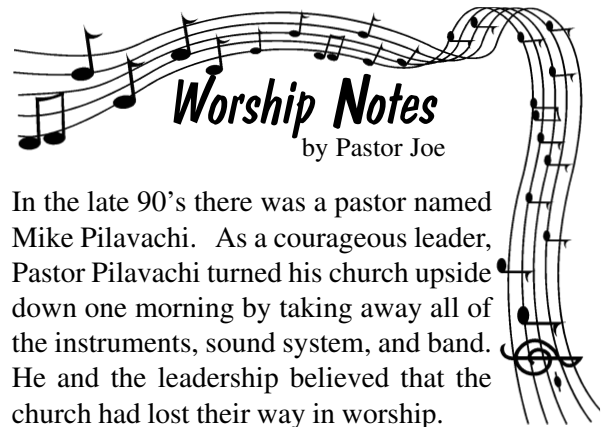 Worship Notes
by Pastor Joe
In the late 90's there was a pastor named
Mike Pilavachi. As a courageous leader,
Pastor Pilavachi turned his church upside
down one morning by taking away all of
the instruments, sound system, and band.
He and the leadership believed that the
church had lost their way in worship.